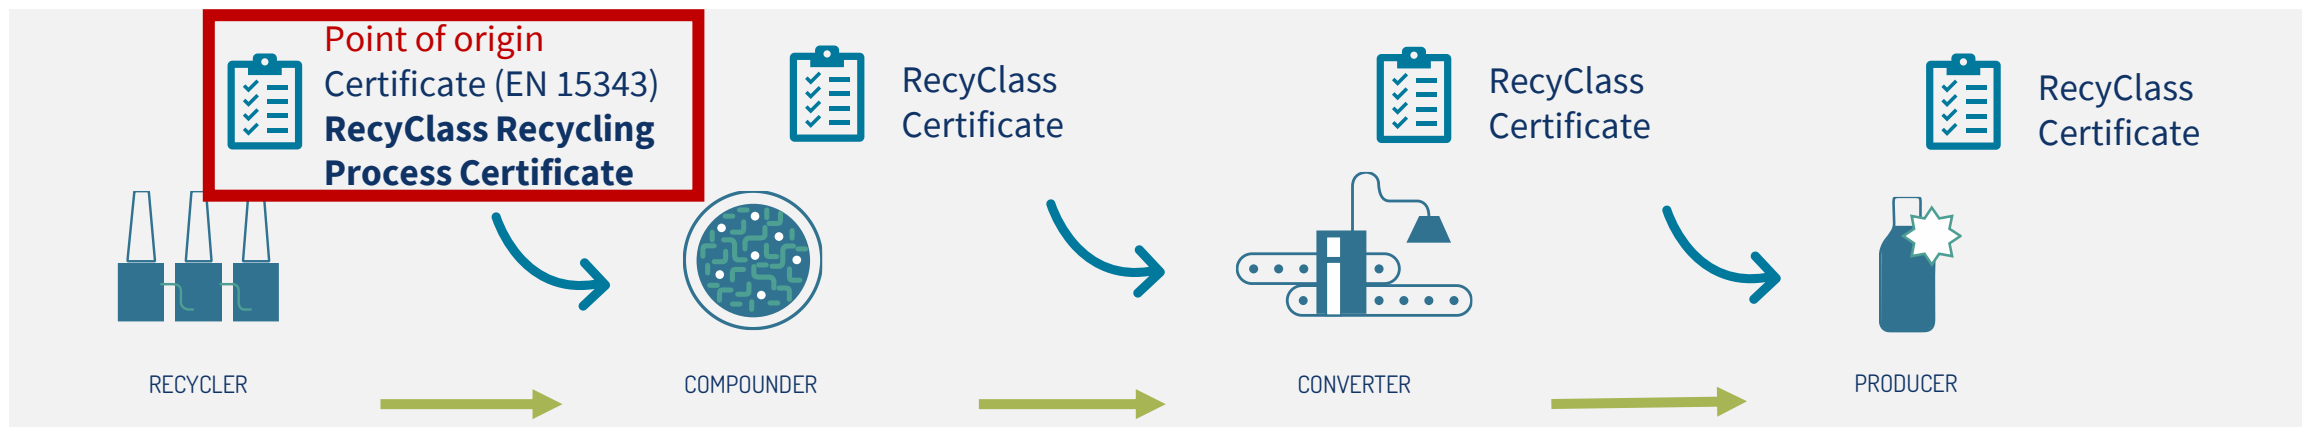 Point of origin
Certificate (EN 15343)
RecyClass Recycling
Process Certificate
RecyClass
Certificate
RecyClass
Certificate
RecyClass
Certificate
RECYCLER
COMPOUNDER
CONVERTER
PRODUCER